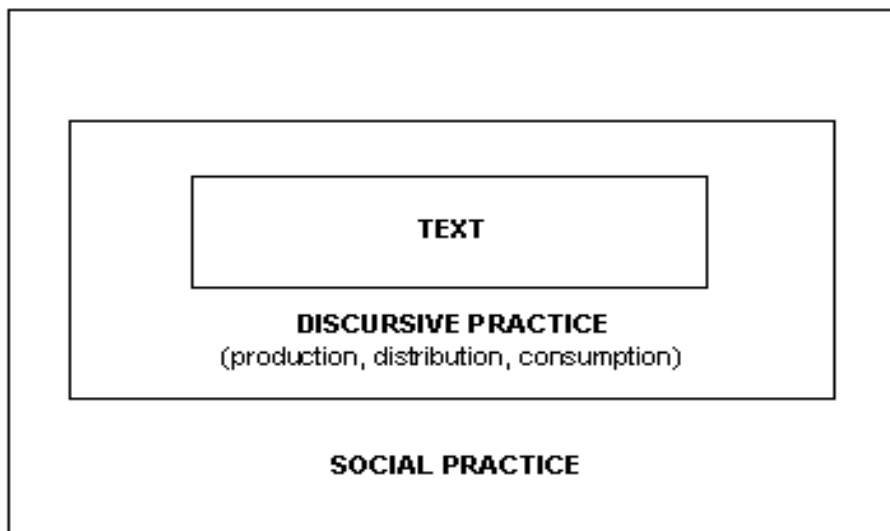 TEXT
DISCURSIVE PRACTICE
(production, distribution, consumption)
SOCIAL PRACTICE